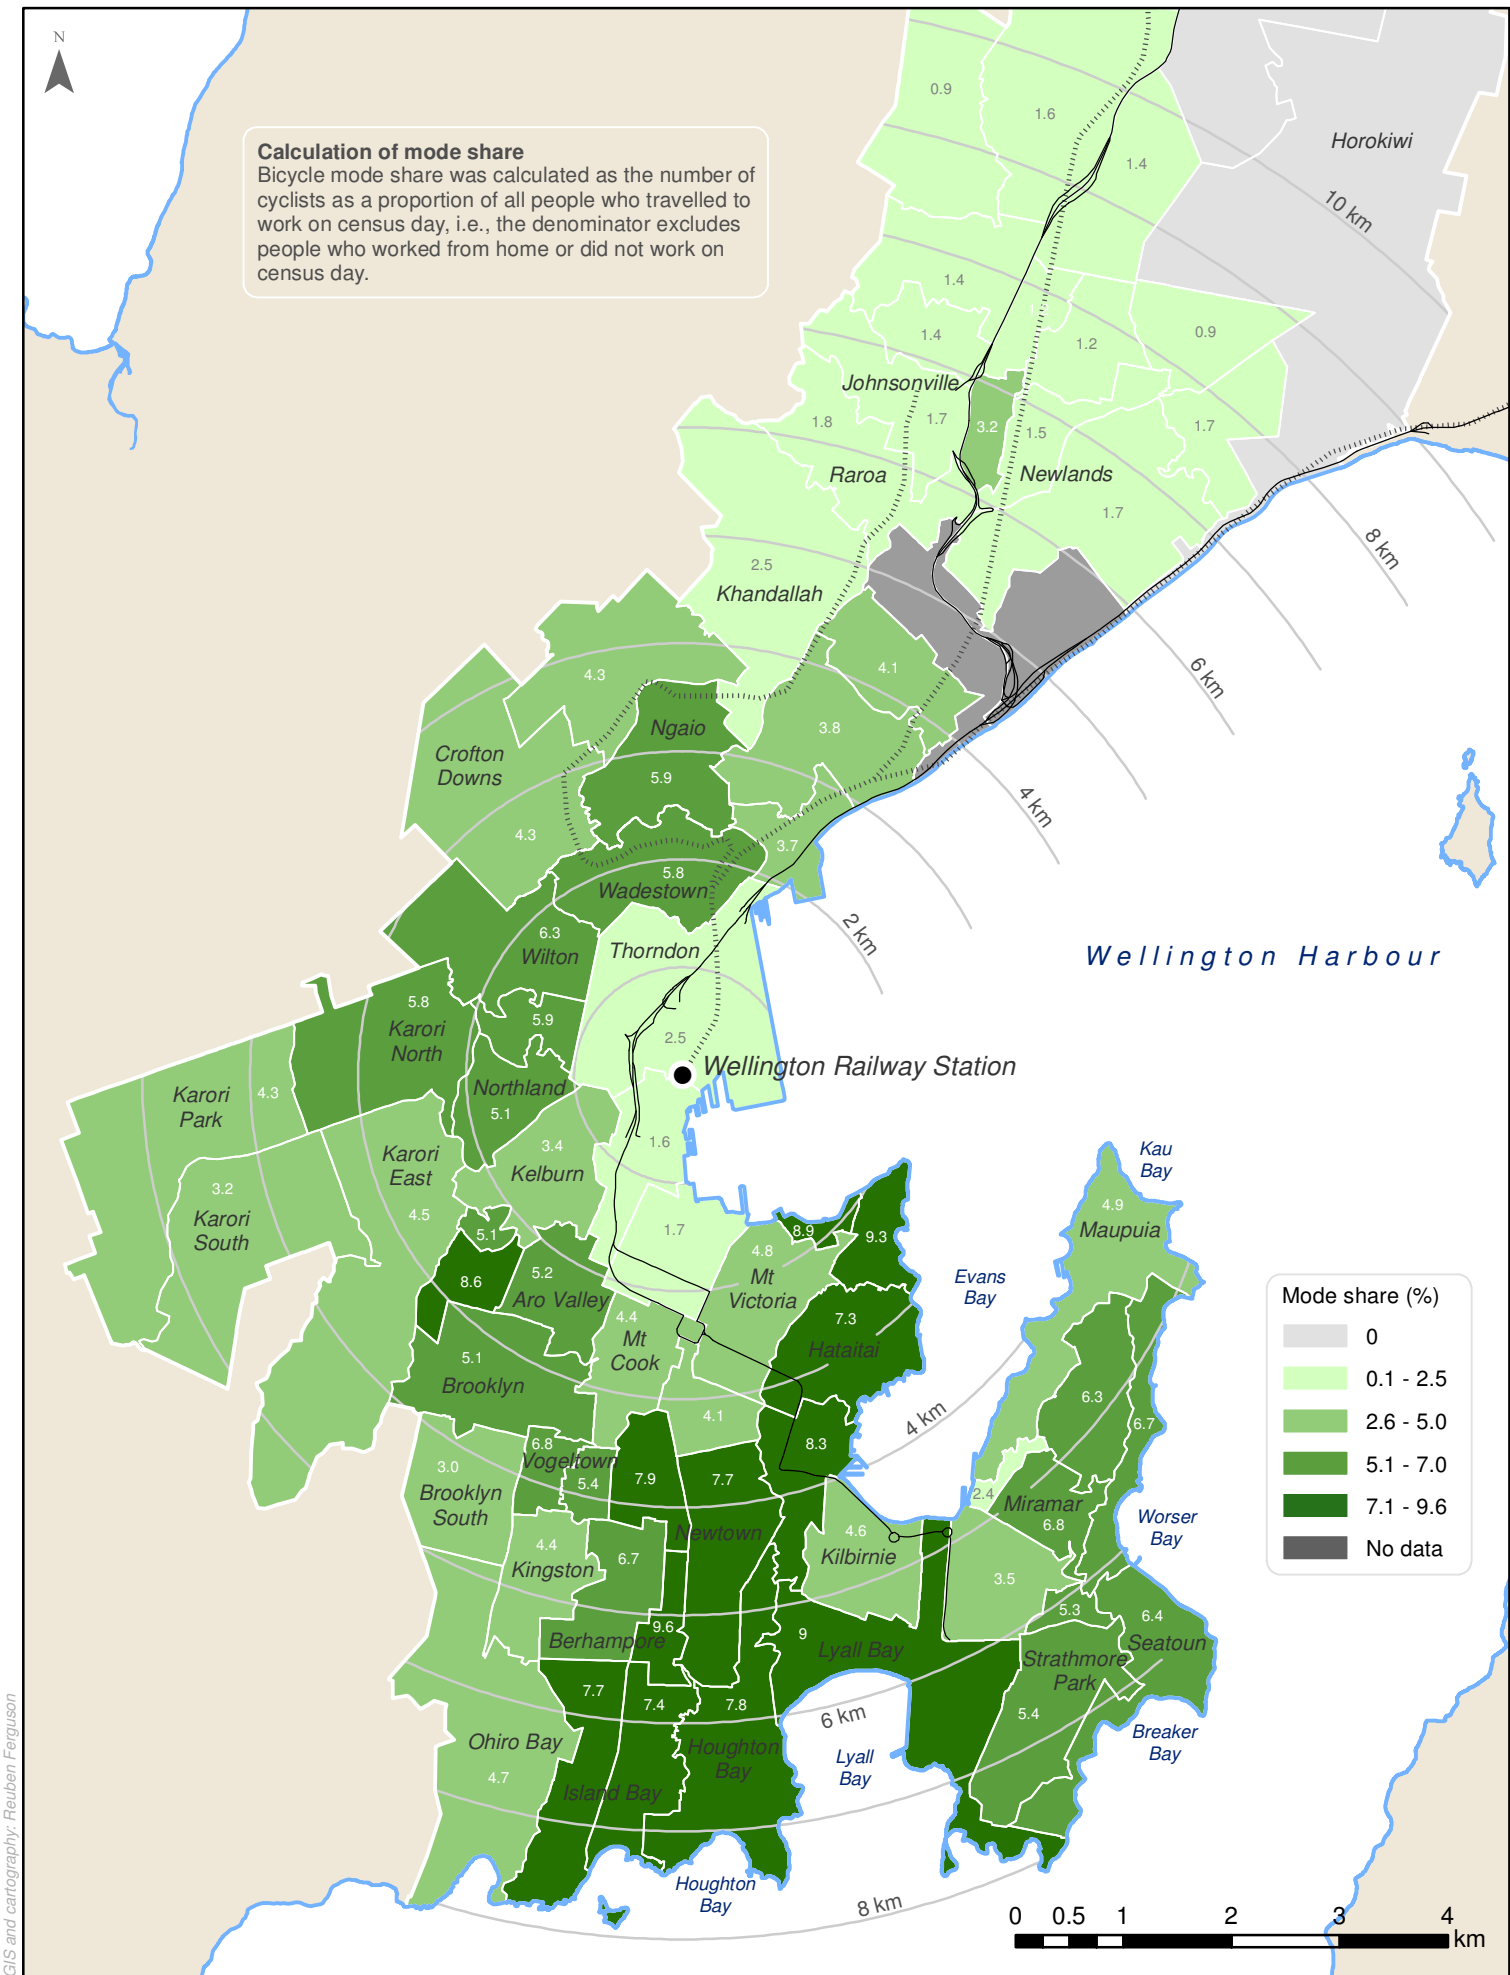 N
Calculation of mode share
Bicycle mode share was calculated as the number of
cyclists as a proportion of all people who travelled to
work on census day, i.e., the denominator excludes
people who worked from home or did not work on
census day.
0.9
1.6
1.4
Horokiwi
10 km
1.4
1.4
1.2
0.9
Johnsonville
1.8
1.7
3.2
1.5
1.7
Raroa
Newlands
1.7
8 km
2.5
Khandallah
4.3
4.1
6 km
Ngaio
3.8
Crofton
Downs
5.9
4 km
4.3
3.7
5.8
Wadestown
2 km
6.3
Wilton
Thorndon
Wellington Harbour
5.8
Karori
North
5.9
2.5
Wellington Railway Station
Karori
Park
4.3
Northland
5.1
3.4
Kelburn
1.6
Karori
East
4.5
3.2
Karori
South
Kau
Bay
4.9
Maupuia
5.1
1.7
8.9
9.3
4.8
Mt
Victoria
8.6
5.2
Aro Valley
Evans
Bay
4.4
Mt
Cook
7.3
Hataitai
5.1
Brooklyn
Mode share (%)
0
0.1 - 2.5
2.6 - 5.0
5.1 - 7.0
7.1 - 9.6
No data
6.3
6.7
4 km
4.1
8.3
6.8
Vogeltown
5.4
3.0
Brooklyn
South
7.9
7.7
2.4
Miramar
6.8
Worser
Bay
Newtown
4.6
Kilbirnie
4.4
Kingston
6.7
3.5
5.3
6.4
Seatoun
9.6
Berhampore
9
Lyall Bay
Strathmore
Park
7.7
7.4
7.8
6 km
5.4
Breaker
Bay
Ohiro Bay
4.7
Houghton
Bay
Lyall
Bay
Island Bay
Houghton
Bay
8 km
0 0.5 1 2 3 4
km
GIS and cartography: Reuben Ferguson